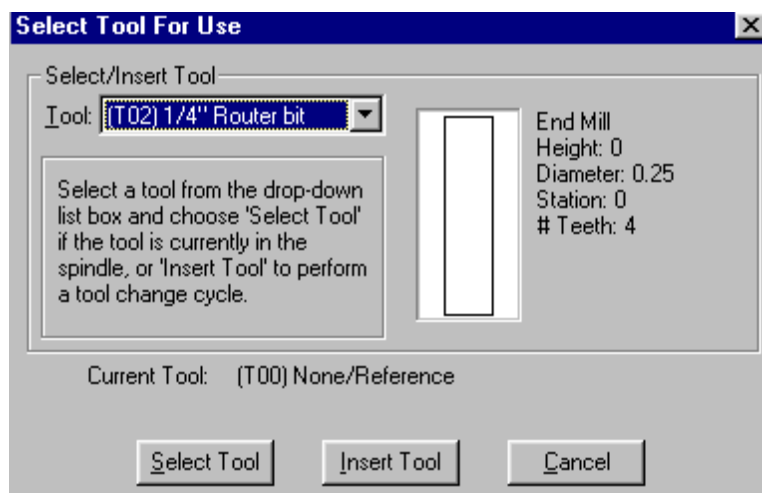 Select Tool For Use
Select/Insert Tool
Tool: (T02) 1/4" Router bit
Select a tool from the drop-down
list box and choose 'Select Tool'
if the tool is currently in the
spindle, or 'Insert Tool' to perform
a tool change cycle.
End Mill
Height: 0
Diameter: 0.25
Station: 0
# Teeth: 4
Current Tool: (T00) None/Reference
Select Tool
Insert Tool
Cancel